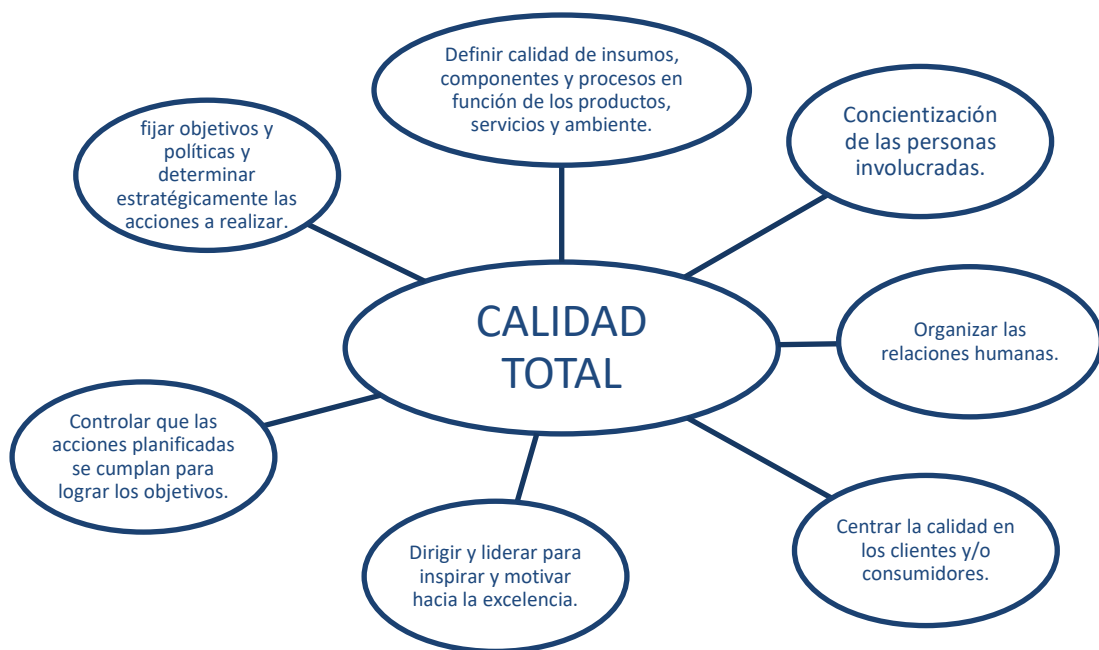 Definir calidad de insumos,
componentes y procesos en
función de los productos,
servicios y ambiente.
Concientización
de las personas
involucradas.
fijar objetivos y
políticas y
determinar
estratégicamente las
acciones a realizar.
CALIDAD
TOTAL
Organizar las
relaciones humanas.
Controlar que las
acciones planificadas
se cumplan para
lograr los objetivos.
Dirigir y liderar para
inspirar y motivar
hacia la excelencia.
Centrar la calidad en
los clientes y/o
consumidores.